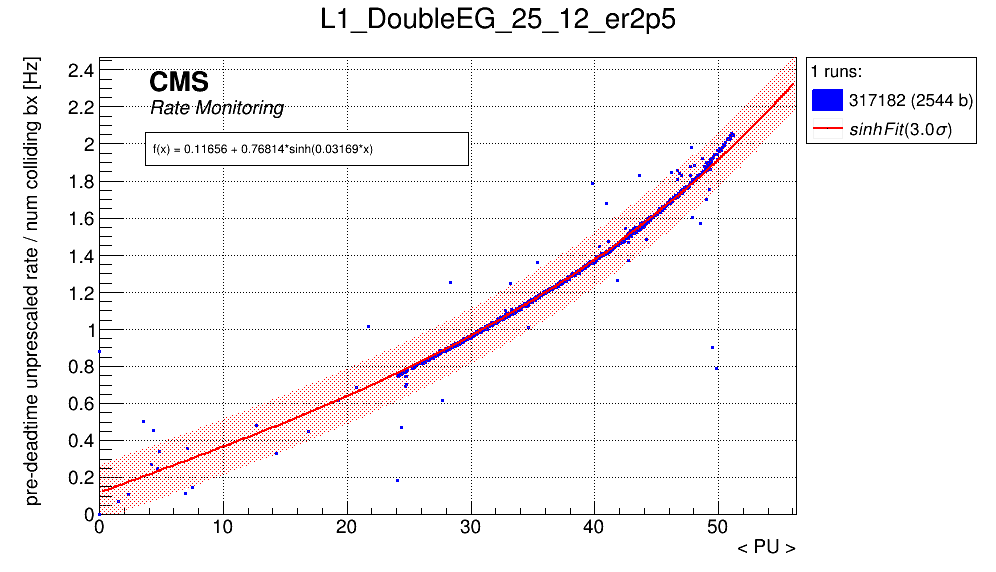 L1_DoubleEG_25_12_er2p5
pre-deadtime unprescaled rate / num colliding bx [Hz]
CMS
Rate Monitoring
f(x) = 0.11656 + 0.76814*sinh(0.03169*x)
2.4
2.2
2
1.8
1.6
1.4
1.2
1
0.8
0.6
0.4
0.2
0
0 10 20 30 40 50
< PU >
1 runs:
317182 (2544 b)
sinhFit(3.0σ)